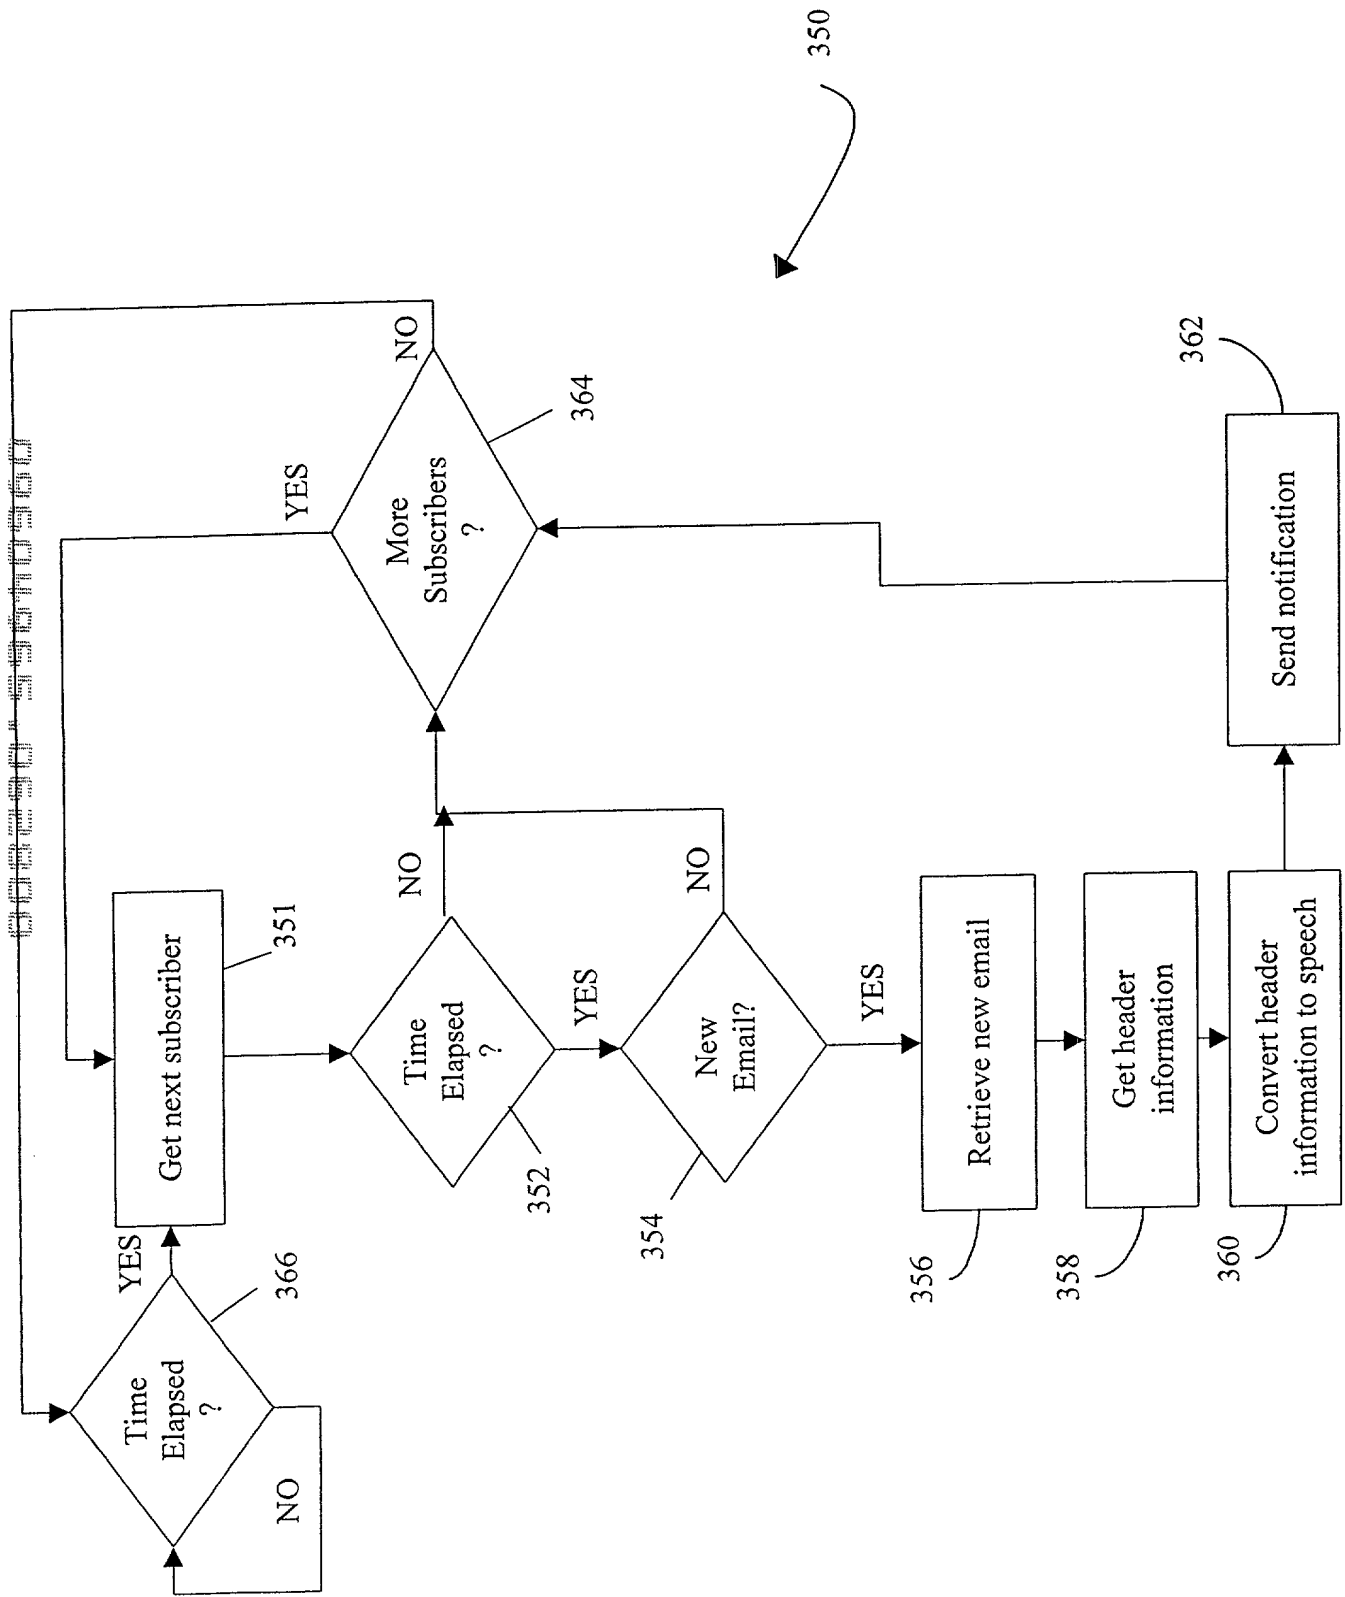 Time
Elapsed
?
YES
366
NO
Get next subscriber
351
Time
Elapsed
?
352
NO
YES
New
Email?
354
NO
YES
Retrieve new email
356
Get header
information
358
Convert header
information to speech
360
Send notification
362
More
Subscribers
?
364
YES
NO
350